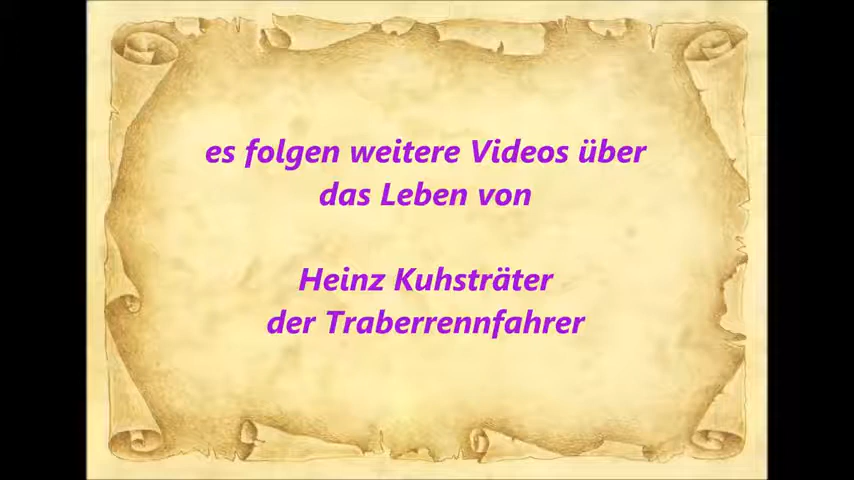 es folgen weitere Videos über
das Leben von
Heinz Kuhsträter
der Traberrennfahrer